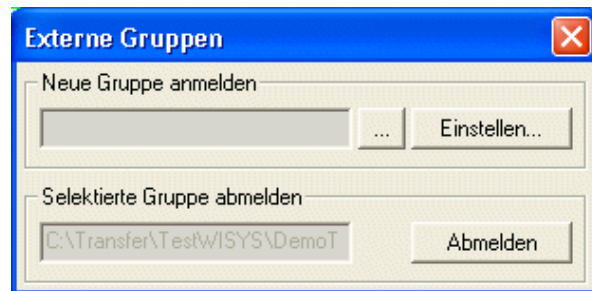 Externe Gruppen
Neue Gruppe anmelden
... Einstellen...
Selektierte Gruppe abmelden
C:\Transfer\TestWISYS\DemoT Abmelden